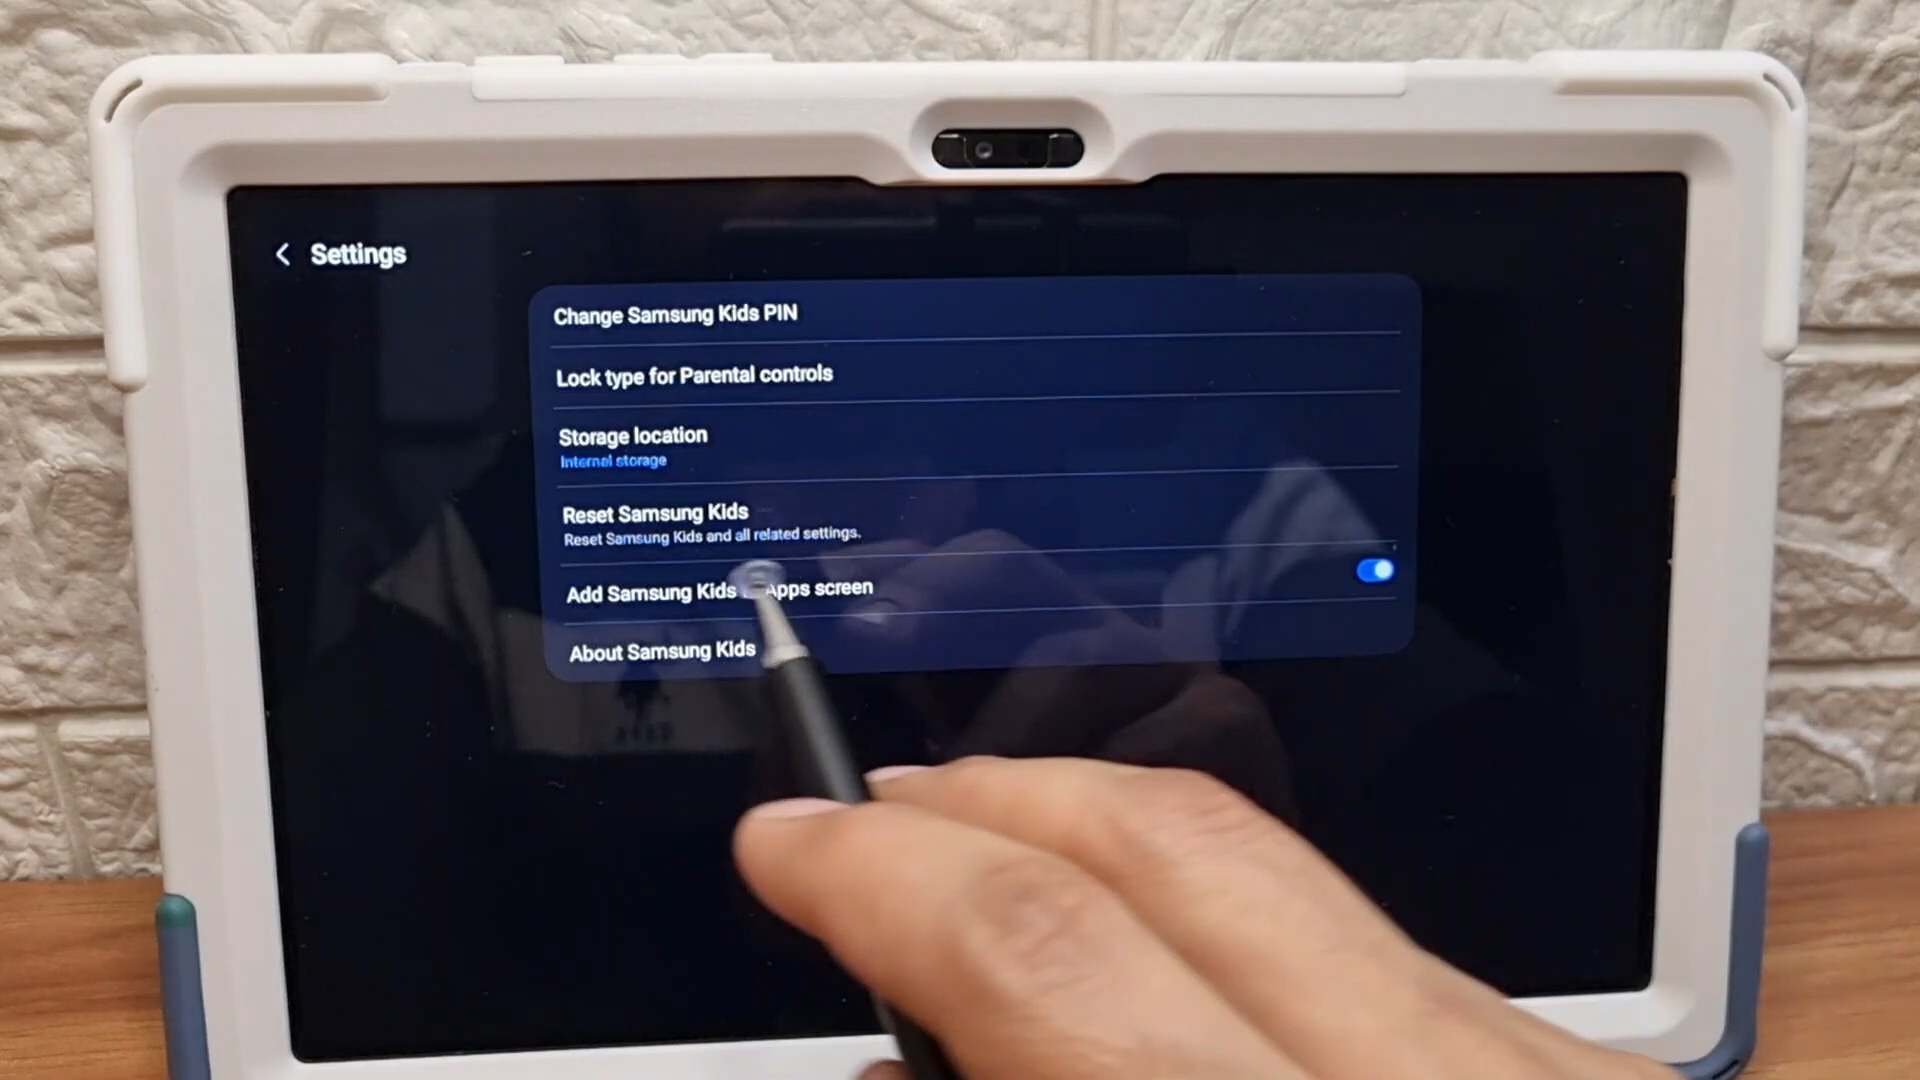 Settings
Change Samsung Kids PIN
Lock type for Parental controls
Storage location
Internal storage
Reset Samsung Kids
Reset Samsung Kids and all related settings.
Add Samsung Kids Apps screen
About Samsung Kids